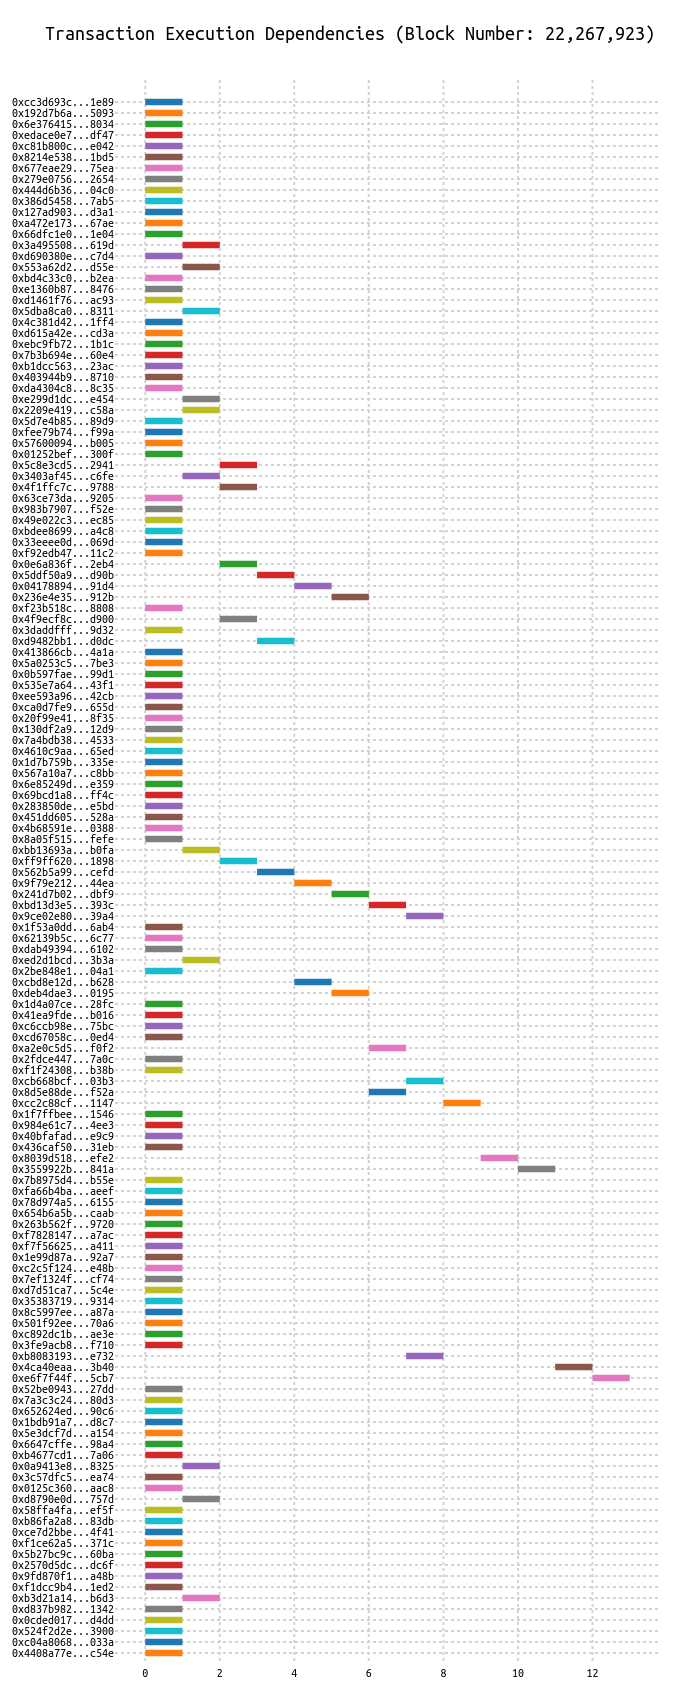 Transaction Execution Dependencies (Block Number: 22,267,923)
0xcc3d693c...1e89
0x192d7b6a...5093
0x6e376415...8034
0xedace0e7...df47
0xc81b800c...e042
0x8214e538...1bd5
0x677eae29...75ea
0x279e0756...2654
0x444d6b36...04c0
0x386d5458...7ab5
0x127ad903...d3a1
0xa472e173...67ae
0x66dfc1e0...1e04
0x3a495508...619d
0xd690380e...c7d4
0x553a62d2...d55e
0xbd4c33c0...b2ea
0xe1360b87...8476
0xd1461f76...ac93
0x5dba8ca0...8311
0x4c381d42...1ff4
0xd615a42e...cd3a
0xebc9fb72...1b1c
0x7b3b694e...60e4
0xb1dcc563...23ac
0x403944b9...8710
0xda4304c8...8c35
0xe299d1dc...e454
0x2209e419...c58a
0x5d7e4b85...89d9
0xfee79b74...f99a
0x57600094...b005
0x01252bef...300f
0x5c8e3cd5...2941
0x3403af45...c6fe
0x4f1ffc7c...9788
0x63ce73da...9205
0x983b7907...f52e
0x49e022c3...ec85
0xbdee8699...a4c8
0x33eeee0d...069d
0xf92edb47...11c2
0x0e6a836f...2eb4
0x5ddf50a9...d90b
0x04178894...91d4
0x236e4e35...912b
0xf23b518c...8808
0x4f9ecf8c...d900
0x3daddfff...9d32
0xd9482bb1...d0dc
0x413866cb...4a1a
0x5a0253c5...7be3
0x0b597fae...99d1
0x535e7a64...43f1
0xee593a96...42cb
0xca0d7fe9...655d
0x20f99e41...8f35
0x130df2a9...12d9
0x7a4bdb38...4533
0x4610c9aa...65ed
0x1d7b759b...335e
0x567a10a7...c8bb
0x6e85249d...e359
0x69bcd1a8...ff4c
0x283850de...e5bd
0x451dd605...528a
0x4b68591e...0388
0x8a05f515...fefe
0xbb13693a...b0fa
0xff9ff620...1898
0x562b5a99...cefd
0x9f79e212...44ea
0x241d7b02...dbf9
0xbd13d3e5...393c
0x9ce02e80...39a4
0x1f53a0dd...6ab4
0x62139b5c...6c77
0xdab49394...6102
0xed2d1bcd...3b3a
0x2be848e1...04a1
0xcbd8e12d...b628
0xdeb4dae3...0195
0x1d4a07ce...28fc
0x41ea9fde...b016
0xc6ccb98e...75bc
0xcd67058c...0ed4
0xa2e0c5d5...f0f2
0x2fdce447...7a0c
0xf1f24308...b38b
0xcb668bcf...03b3
0x8d5e88de...f52a
0xcc2c88cf...1147
0x1f7ffbee...1546
0x984e61c7...4ee3
0x40bfafad...e9c9
0x436caf50...31eb
0x8039d518...efe2
0x3559922b...841a
0x7b8975d4...b55e
0xfa66b4ba...aeef
0x78d974a5...6155
0x654b6a5b...caab
0x263b562f...9720
0xf7828147...a7ac
0xf7f56625...a411
0x1e99d87a...92a7
0xc2c5f124...e48b
0x7ef1324f...cf74
0xd7d51ca7...5c4e
0x35383719...9314
0x8c5997ee...a87a
0x501f92ee...70a6
0xc892dc1b...ae3e
0x3fe9acb8...f710
0xb8083193...e732
0x4ca40eaa...3b40
0xe6f7f44f...5cb7
0x52be0943...27dd
0x7a3c3c24...80d3
0x652624ed...90c6
0x1bdb91a7...d8c7
0x5e3dcf7d...a154
0x6647cffe...98a4
0xb4677cd1...7a06
0x0a9413e8...8325
0x3c57dfc5...ea74
0x0125c360...aac8
0xd8790e0d...757d
0x58ffa4fa...ef5f
0xb86fa2a8...83db
0xce7d2bbe...4f41
0xf1ce62a5...371c
0x5b27bc9c...60ba
0x2570d5dc...dc6f
0x9fd870f1...a48b
0xf1dcc9b4...1ed2
0xb3d21a14...b6d3
0xd837b982...1342
0x0cded017...d4dd
0x524f2d2e...3900
0xc04a8068...033a
0x4408a77e...c54e
0 2 4 6 8 10 12